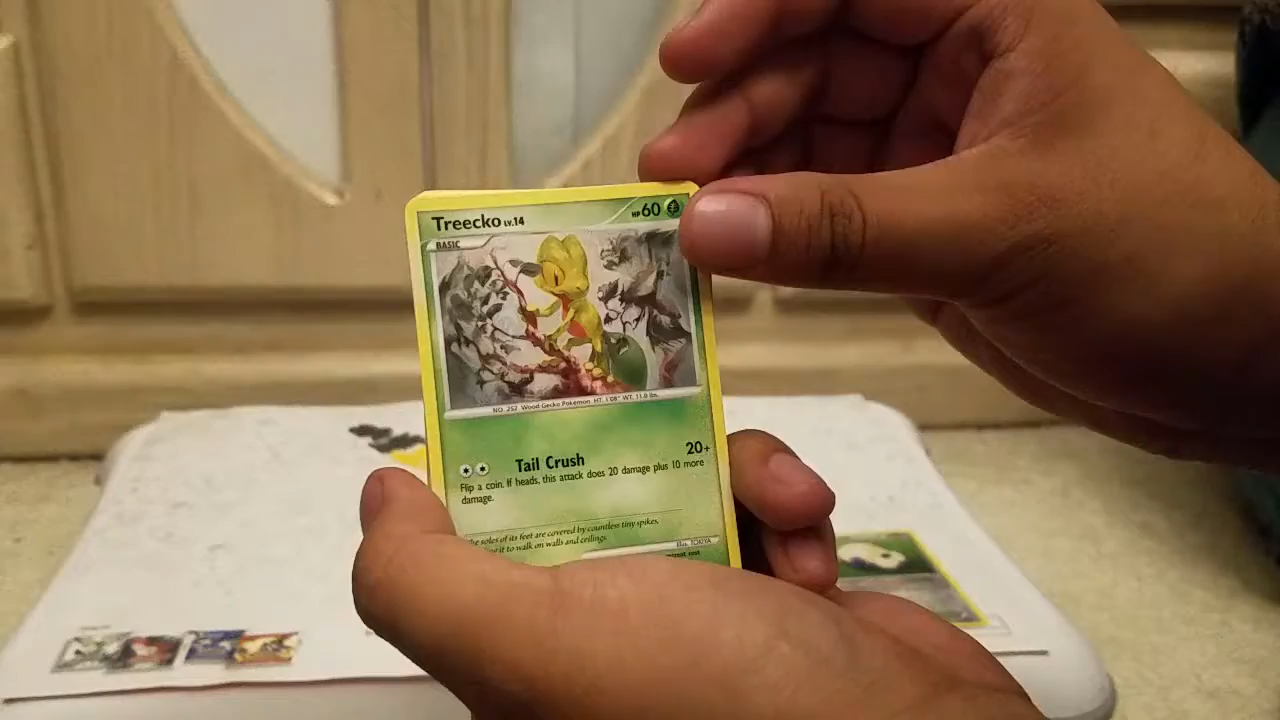 Treecko LV.14
HP 60
BASIC
NO. 252 Wood Gecko Pokémon HT. 1'08" WT. 11.0 lbs.
Tail Crush 20+
Flip a coin. If heads, this attack does 20 damage plus 10 more
damage.
soles of its feet are covered by countless tiny spikes,
it to walk on walls and ceilings.
Illus. TOKIYA
retreat cost